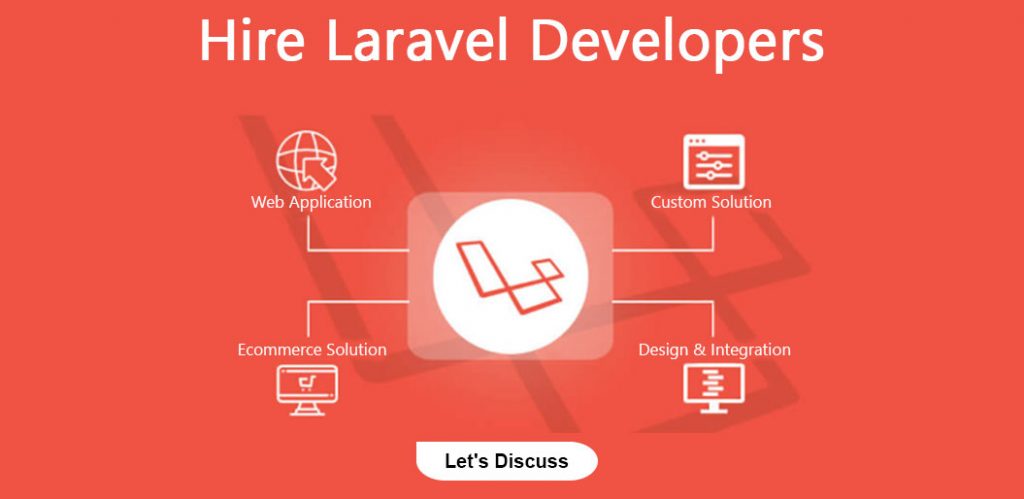 Hire Laravel Developers
Web Application
Custom Solution
Ecommerce Solution
Design & Integration
Let's Discuss